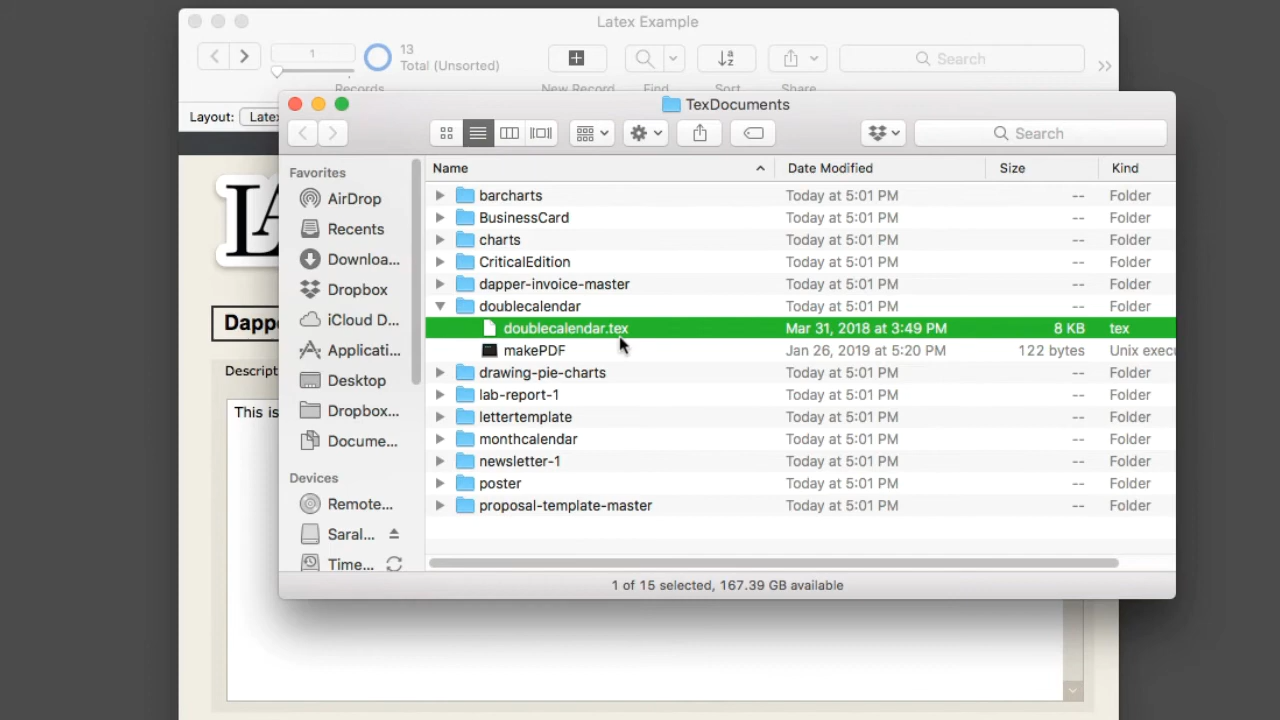 Latex Example
1
13
Total (Unsorted)
Search
Records
New Record
Find
Sort
Share
Layout:
Late
TexDocuments
Search
Favorites
AirDrop
Recents
Downloa...
Dropbox
iCloud D...
Applicati...
Desktop
Dropbox...
Docume...
Devices
Remote...
Saral...
Time...
Name Date Modified Size Kind
barcharts Today at 5:01 PM -- Folder
BusinessCard Today at 5:01 PM -- Folder
charts Today at 5:01 PM -- Folder
CriticalEdition Today at 5:01 PM -- Folder
dapper-invoice-master Today at 5:01 PM -- Folder
doublecalendar Today at 5:01 PM -- Folder
doublecalendar.tex Mar 31, 2018 at 3:49 PM 8 KB tex
makePDF Jan 26, 2019 at 5:20 PM 122 bytes Unix exec
drawing-pie-charts Today at 5:01 PM -- Folder
lab-report-1 Today at 5:01 PM -- Folder
lettertemplate Today at 5:01 PM -- Folder
monthcalendar Today at 5:01 PM -- Folder
newsletter-1 Today at 5:01 PM -- Folder
poster Today at 5:01 PM -- Folder
proposal-template-master Today at 5:01 PM -- Folder
1 of 15 selected, 167.39 GB available
LA
Dappe
Descript
This is